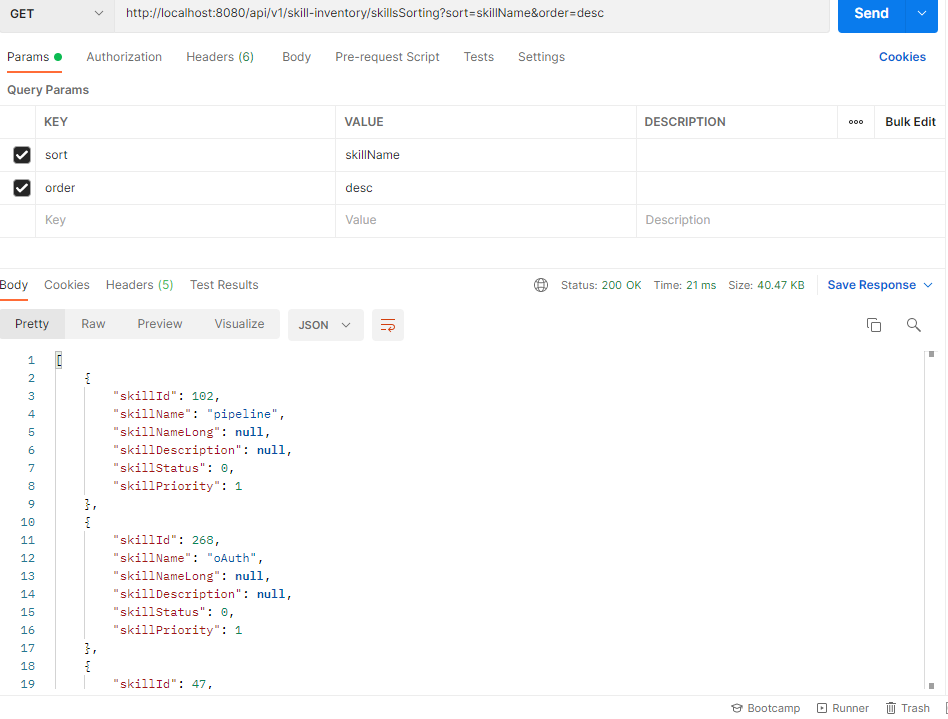 GET http://localhost:8080/api/v1/skill-inventory/skillsSorting?sort=skillName&order=desc Send
Params Authorization Headers (6) Body Pre-request Script Tests Settings Cookies
Query Params
KEY VALUE DESCRIPTION Bulk Edit
sort skillName
order desc
Key Value Description
Body Cookies Headers (5) Test Results Status: 200 OK Time: 21 ms Size: 40.47 KB Save Response
Pretty Raw Preview Visualize JSON
1 [
2 {
3 "skillId": 102,
4 "skillName": "pipeline",
5 "skillNameLong": null,
6 "skillDescription": null,
7 "skillStatus": 0,
8 "skillPriority": 1
9 },
10 {
11 "skillId": 268,
12 "skillName": "oAuth",
13 "skillNameLong": null,
14 "skillDescription": null,
15 "skillStatus": 0,
16 "skillPriority": 1
17 },
18 {
19 "skillId": 47,
Bootcamp Runner Trash